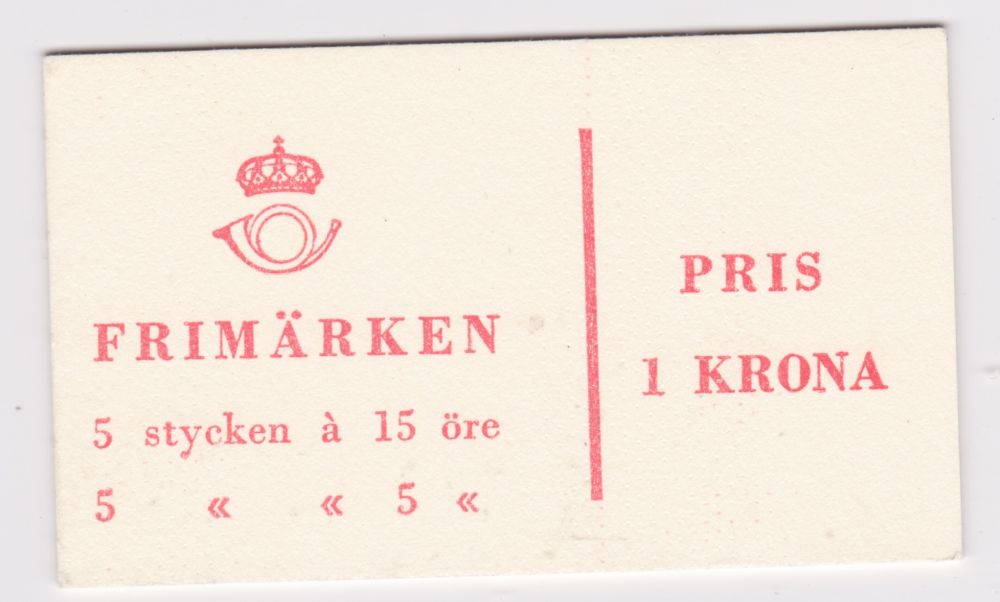 FRIMÄRKEN
5 stycken à 15 öre
5 « « 5 «
PRIS
1 KRONA